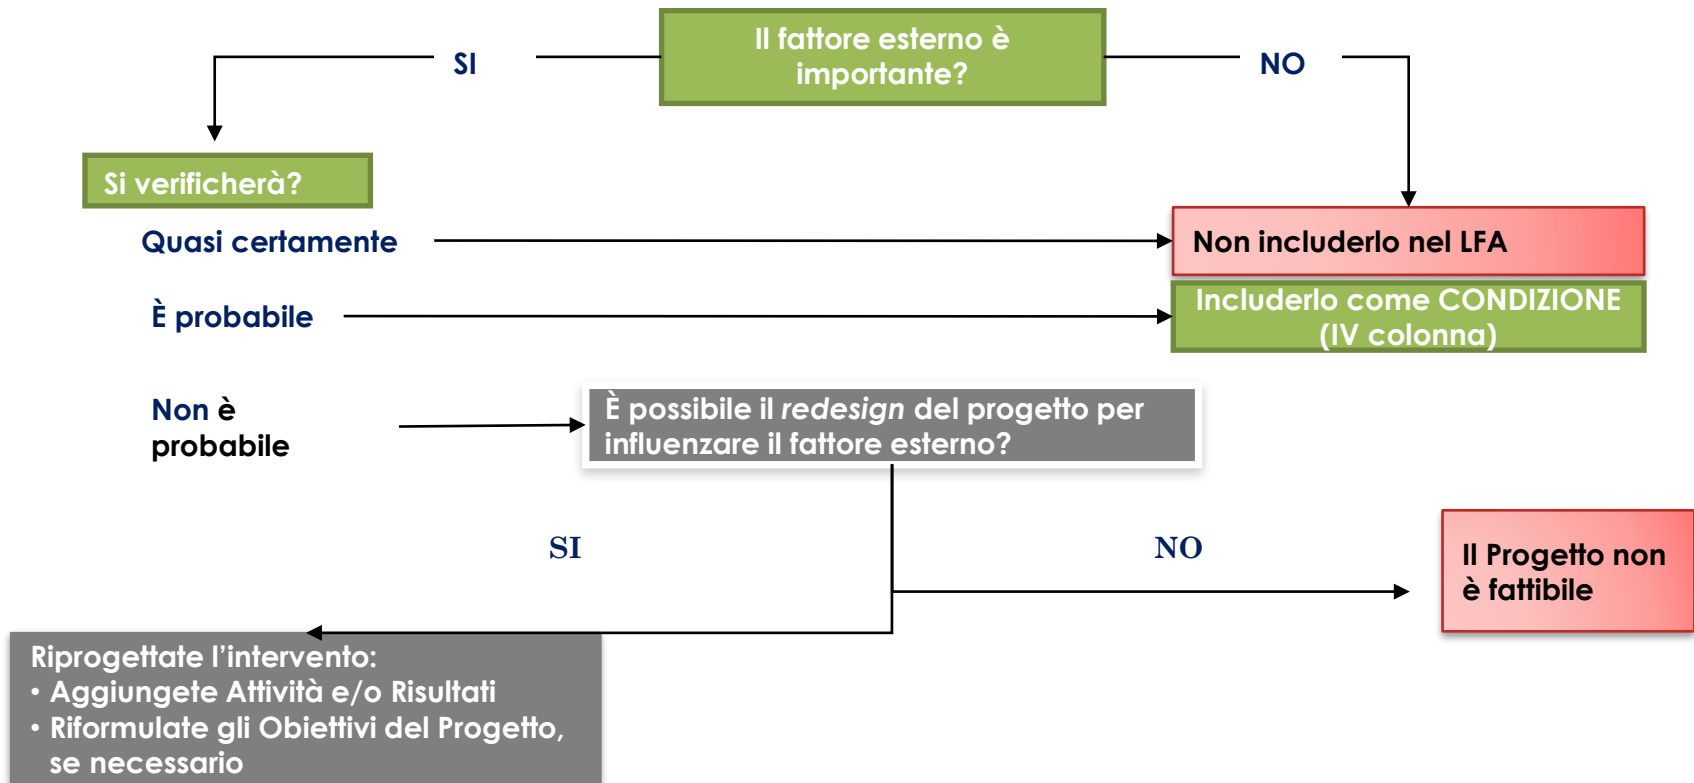 Il fattore esterno è
importante?
SI
NO
Si verificherà?
Quasi certamente
Non includerlo nel LFA
È probabile
Includerlo come CONDIZIONE
(IV colonna)
Non è
probabile
È possibile il redesign del progetto per
influenzare il fattore esterno?
SI
NO
Il Progetto non
è fattibile
Riprogettate l’intervento:
• Aggiungete Attività e/o Risultati
• Riformulate gli Obiettivi del Progetto,
se necessario